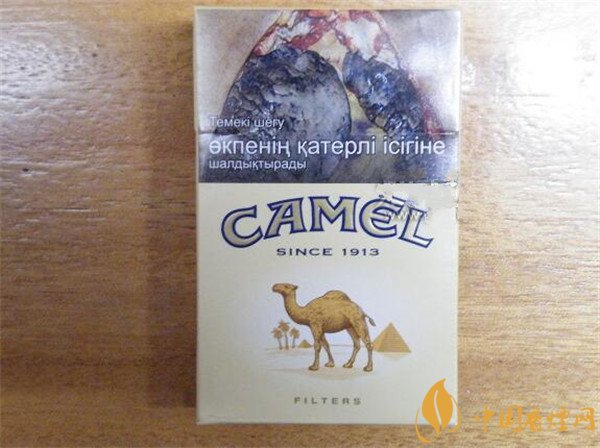 Темекі шегу
өкпенің қатерлі ісігіне
шалдықтырады
CAMEL
SINCE 1913
FILTERS